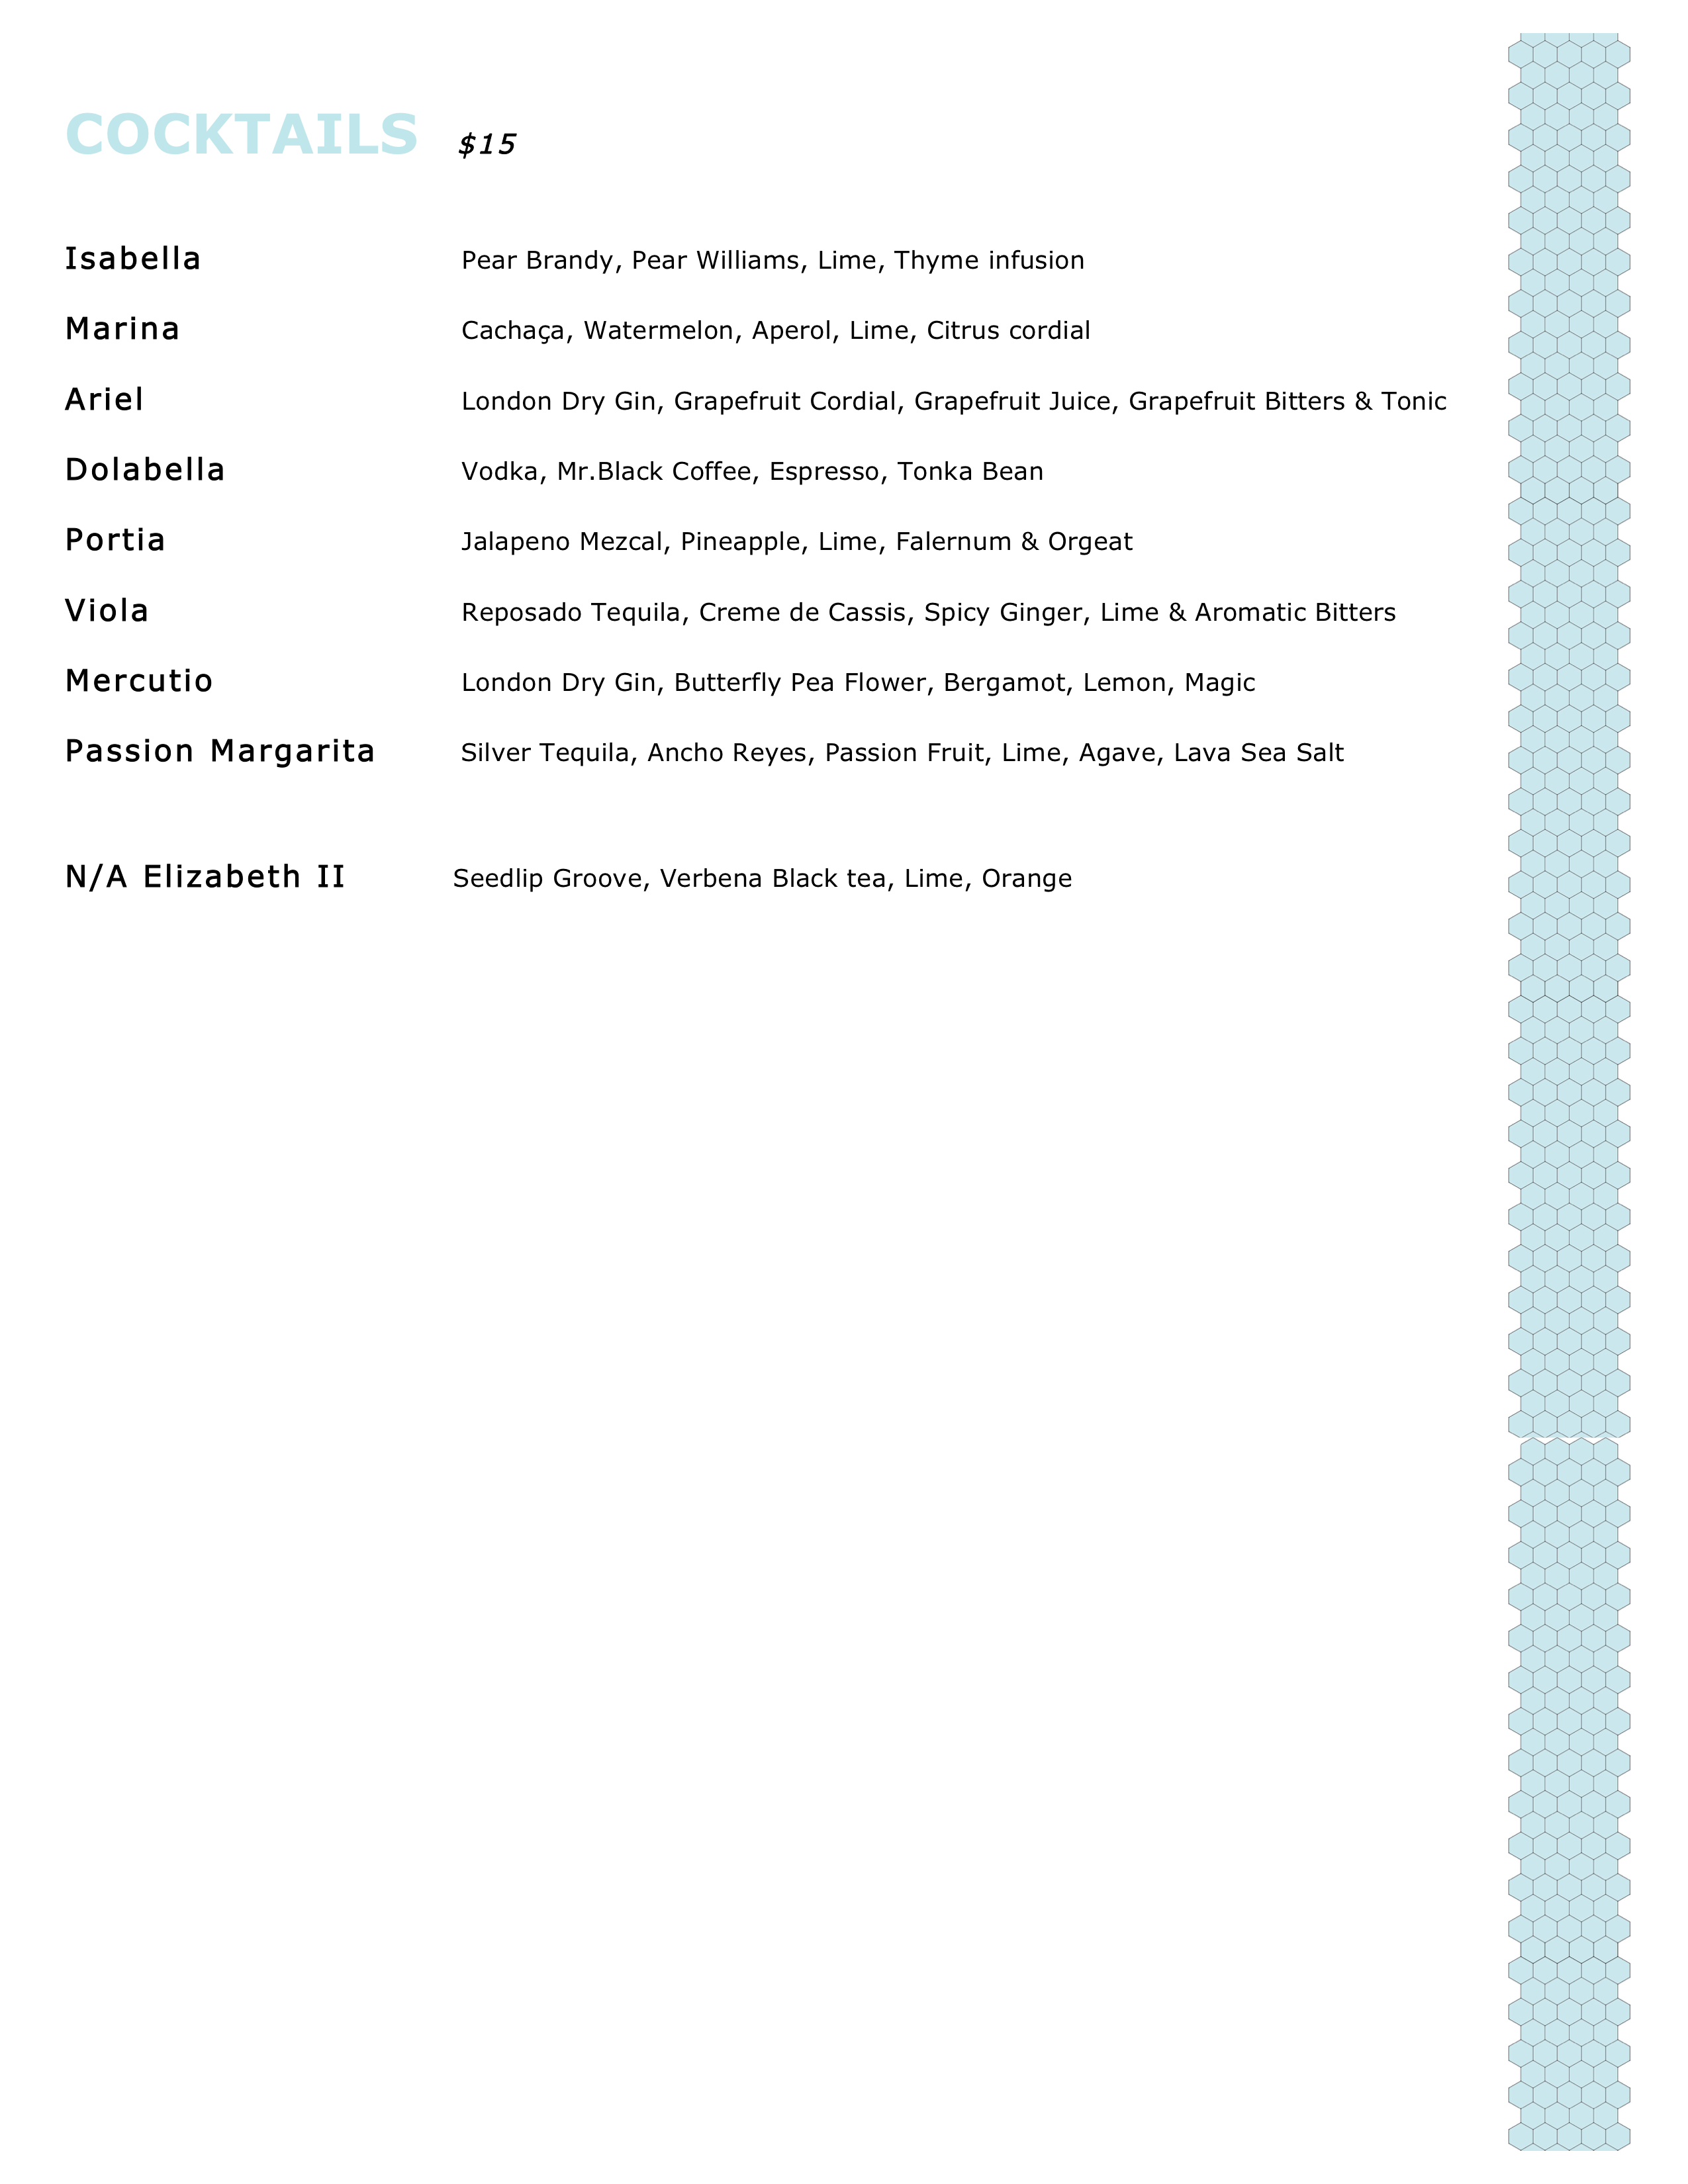 COCKTAILS $15
Isabella Pear Brandy, Pear Williams, Lime, Thyme infusion
Marina Cachaça, Watermelon, Aperol, Lime, Citrus cordial
Ariel London Dry Gin, Grapefruit Cordial, Grapefruit Juice, Grapefruit Bitters & Tonic
Dolabella Vodka, Mr.Black Coffee, Espresso, Tonka Bean
Portia Jalapeno Mezcal, Pineapple, Lime, Falernum & Orgeat
Viola Reposado Tequila, Creme de Cassis, Spicy Ginger, Lime & Aromatic Bitters
Mercutio London Dry Gin, Butterfly Pea Flower, Bergamot, Lemon, Magic
Passion Margarita Silver Tequila, Ancho Reyes, Passion Fruit, Lime, Agave, Lava Sea Salt
N/A Elizabeth II Seedlip Groove, Verbena Black tea, Lime, Orange